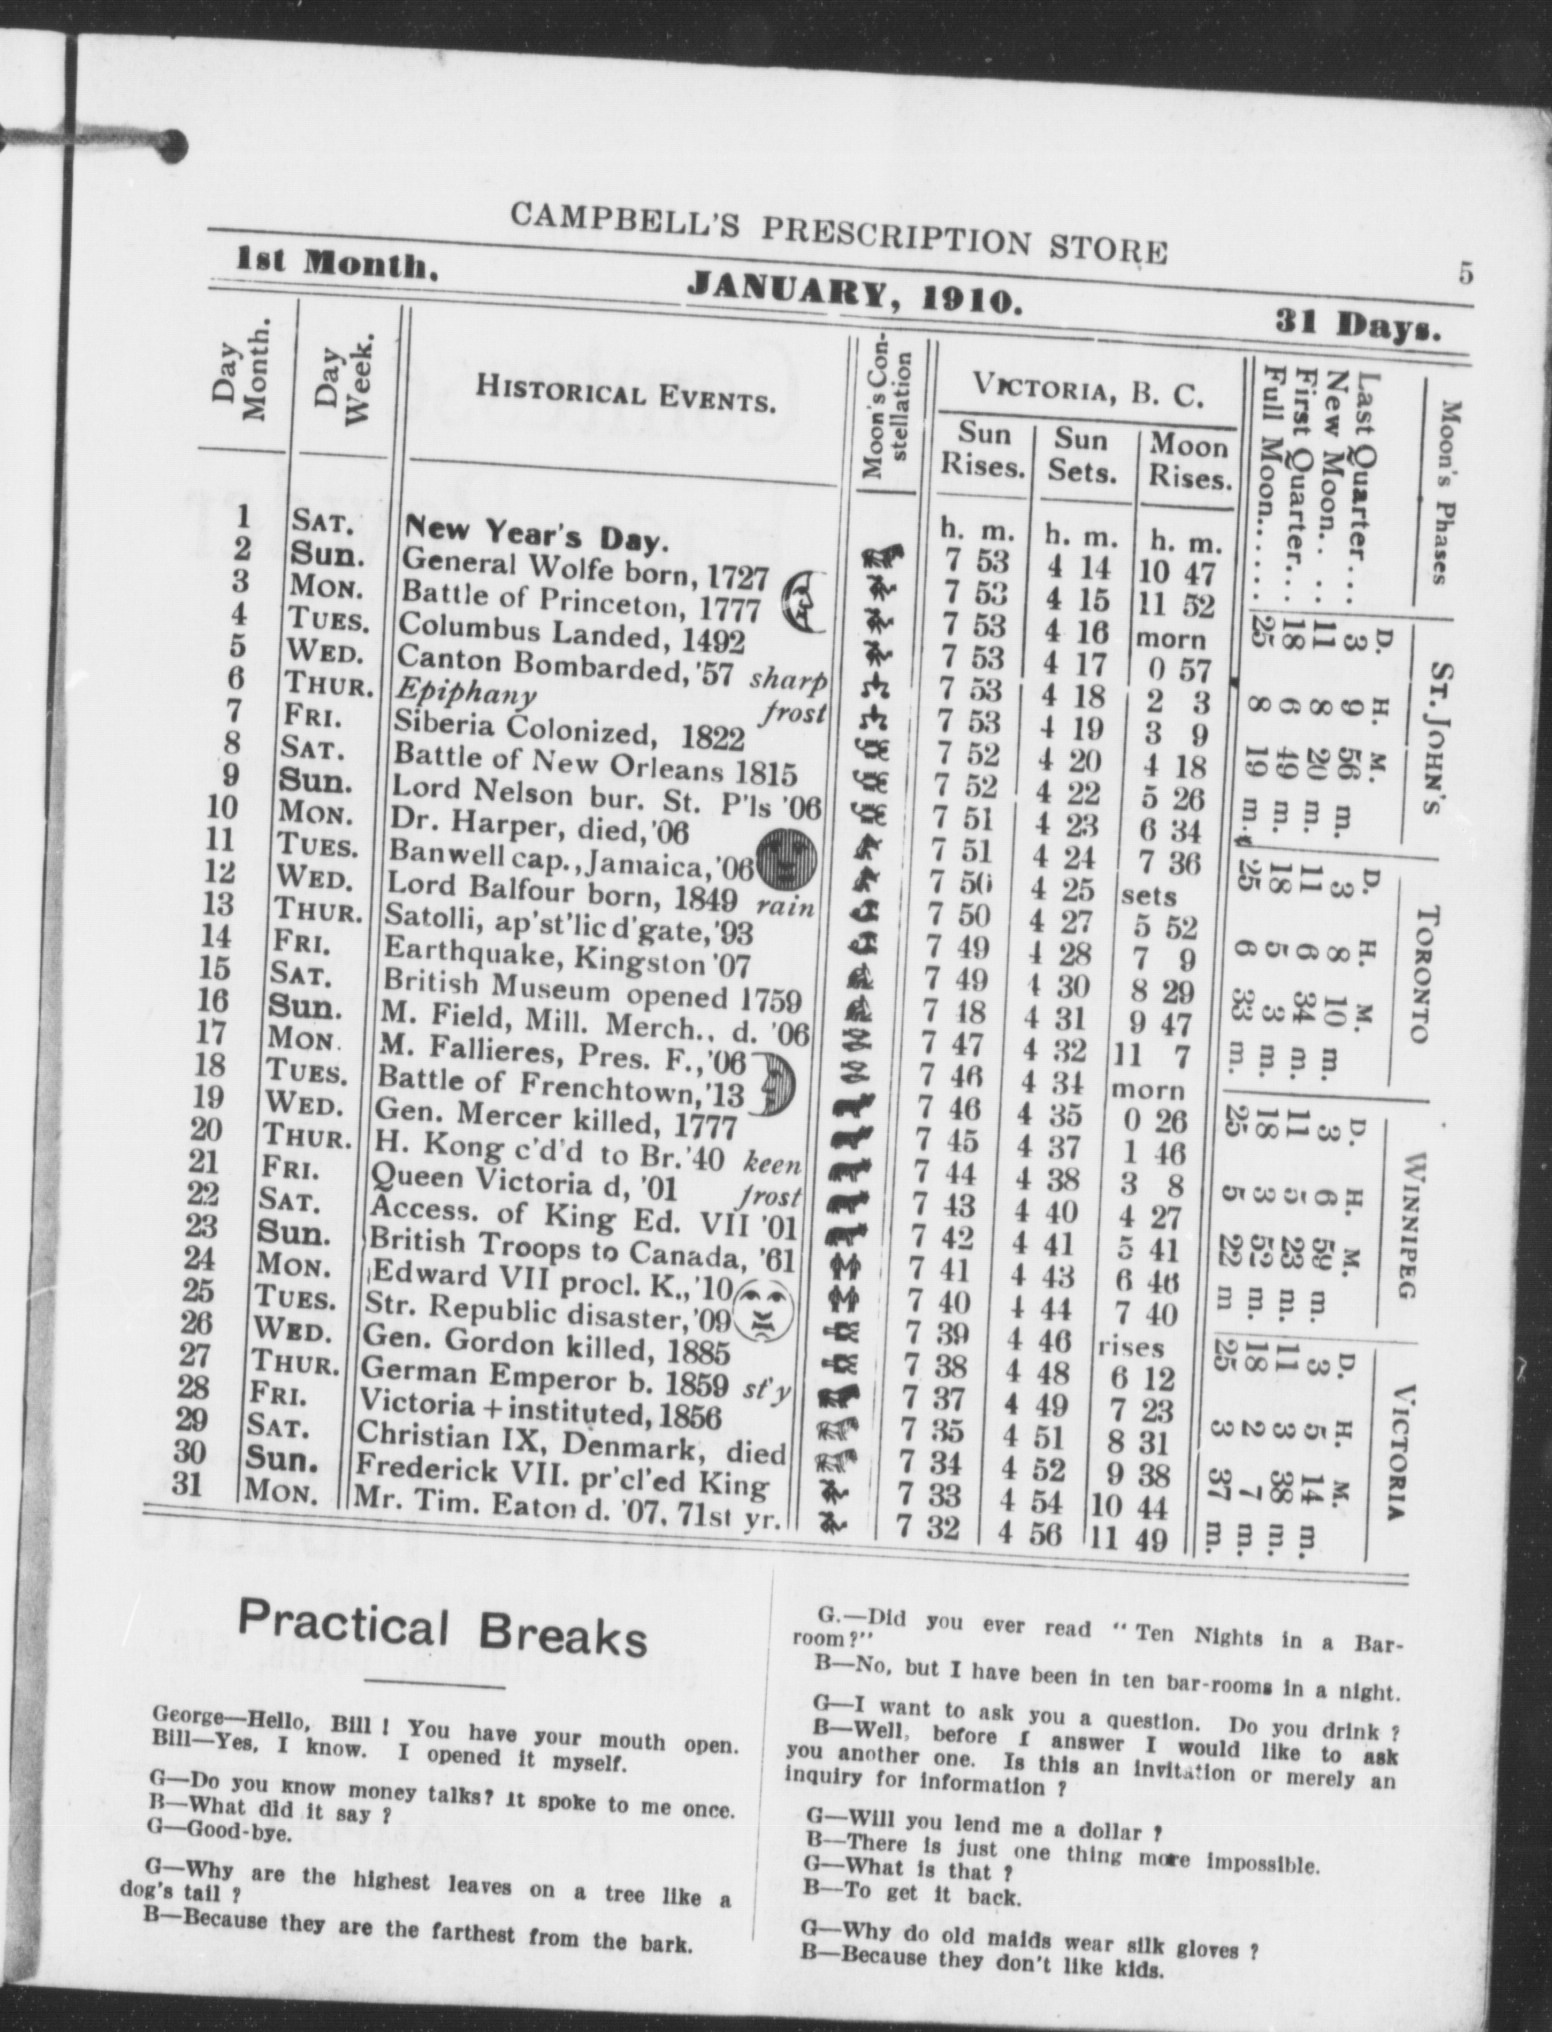 CAMPBELL'S PRESCRIPTION STORE 5
1st Month. JANUARY, 1910. 31 Days.
Day Month. Day Week. HISTORICAL EVENTS. Moon's Con-stellation VICTORIA, B. C.
Sun Rises. Sun Sets. Moon Rises.
h. m. h. m. h. m.
1 SAT. New Year's Day. 7 53 4 14 10 47
2 Sun. General Wolfe born, 1727 7 53 4 15 11 52
3 MON. Battle of Princeton, 1777 7 53 4 16 morn
4 TUES. Columbus Landed, 1492 7 53 4 17 0 57
5 WED. Canton Bombarded, '57 sharp 7 53 4 18 2 3
6 THUR. Epiphany frost 7 53 4 19 3 9
7 FRI. Siberia Colonized, 1822 7 52 4 20 4 18
8 SAT. Battle of New Orleans 1815 7 52 4 22 5 26
9 Sun. Lord Nelson bur. St. P'ls '06 7 51 4 23 6 34
10 MON. Dr. Harper, died, '06 7 51 4 24 7 36
11 TUES. Banwell cap., Jamaica, '06 7 50 4 25 sets
12 WED. Lord Balfour born, 1849 rain 7 50 4 27 5 52
13 THUR. Satolli, ap'st'lic d'gate, '93 7 49 4 28 7 9
14 FRI. Earthquake, Kingston '07 7 49 4 30 8 29
15 SAT. British Museum opened 1759 7 48 4 31 9 47
16 Sun. M. Field, Mill. Merch., d. '06 7 47 4 32 11 7
17 MON. M. Fallieres, Pres. F., '06 7 46 4 34 morn
18 TUES. Battle of Frenchtown, '13 7 46 4 35 0 26
19 WED. Gen. Mercer killed, 1777 7 45 4 37 1 46
20 THUR. H. Kong c'd'd to Br. '40 keen 7 44 4 38 3 8
21 FRI. Queen Victoria d, '01 frost 7 43 4 40 4 27
22 SAT. Access. of King Ed. VII '01 7 42 4 41 5 41
23 Sun. British Troops to Canada, '61 7 41 4 43 6 46
24 MON. Edward VII procl. K., '10 7 40 4 44 7 40
25 TUES. Str. Republic disaster, '09 7 39 4 46 rises
26 WED. Gen. Gordon killed, 1885 7 38 4 48 6 12
27 THUR. German Emperor b. 1859 st'y 7 37 4 49 7 23
28 FRI. Victoria + instituted, 1856 7 35 4 51 8 31
29 SAT. Christian IX, Denmark, died 7 34 4 52 9 38
30 Sun. Frederick VII. pr'cl'ed King 7 33 4 54 10 44
31 MON. Mr. Tim. Eaton d. '07, 71st yr. 7 32 4 56 11 49
Moon's Phases ST. JOHN'S TORONTO WINNIPEG VICTORIA
D. H. M. D. H. M. D. H. M. D. H. M.
Last Quarter... 3 9 56 m. 3 8 10 m. 3 6 59 m. 3 5 14 m.
New Moon.... 11 8 20 m. 11 6 34 m. 11 5 23 m. 11 3 38 m.
First Quarter... 18 6 49 m. 18 5 3 m. 18 3 52 m. 18 2 7 m.
Full Moon...... 25 8 19 m. 25 6 33 m. 25 5 22 m 25 3 37 m.
Practical Breaks
George—Hello, Bill! You have your mouth open.
Bill—Yes, I know. I opened it myself.
G—Do you know money talks? It spoke to me once.
B—What did it say?
G—Good-bye.
G—Why are the highest leaves on a tree like a
dog's tail?
B—Because they are the farthest from the bark.
G.—Did you ever read "Ten Nights in a Bar-
room?"
B—No, but I have been in ten bar-rooms in a night.
G—I want to ask you a question. Do you drink?
B—Well, before I answer I would like to ask
you another one. Is this an invitation or merely an
inquiry for information?
G—Will you lend me a dollar?
B—There is just one thing more impossible.
G—What is that?
B—To get it back.
G—Why do old maids wear silk gloves?
B—Because they don't like kids.